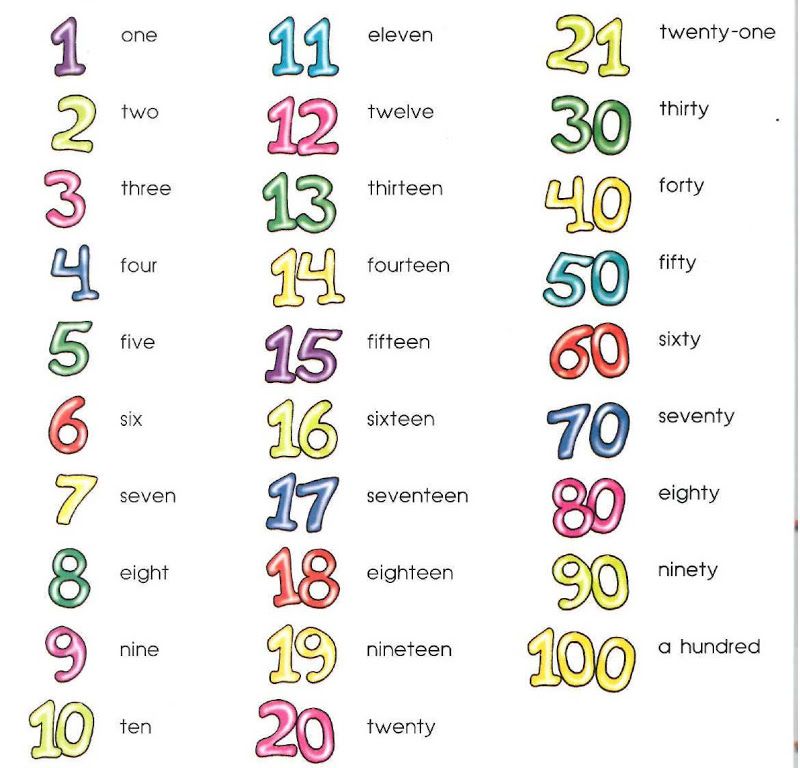 1 one
2 two
3 three
4 four
5 five
6 six
7 seven
8 eight
9 nine
10 ten
11 eleven
12 twelve
13 thirteen
14 fourteen
15 fifteen
16 sixteen
17 seventeen
18 eighteen
19 nineteen
20 twenty
21 twenty-one
30 thirty
40 forty
50 fifty
60 sixty
70 seventy
80 eighty
90 ninety
100 a hundred